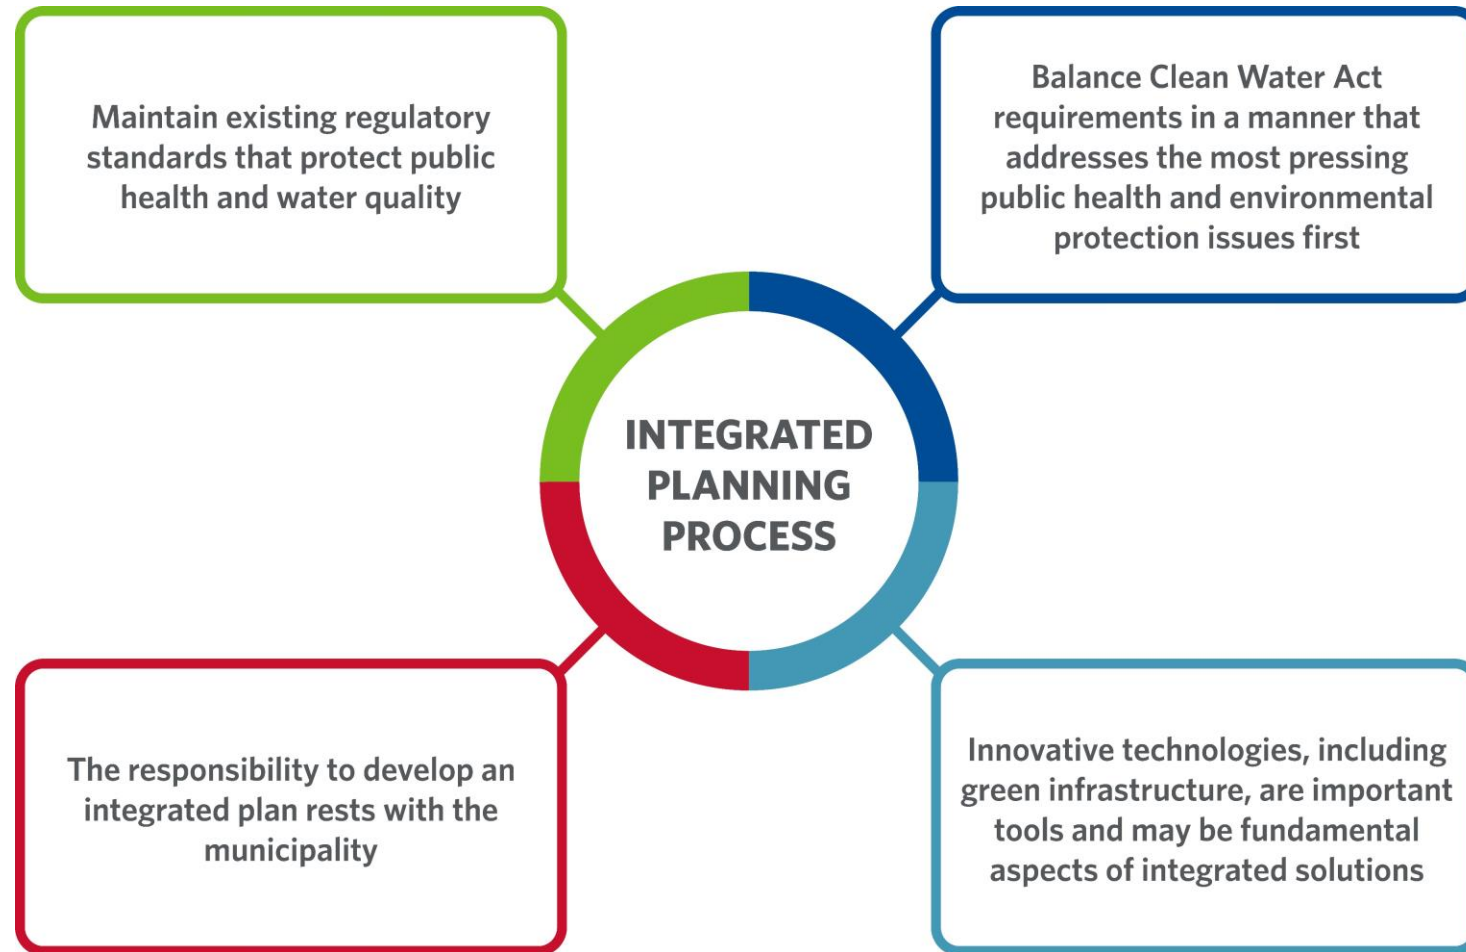 Maintain existing regulatory
standards that protect public
health and water quality
Balance Clean Water Act
requirements in a manner that
addresses the most pressing
public health and environmental
protection issues first
INTEGRATED
PLANNING
PROCESS
The responsibility to develop an
integrated plan rests with the
municipality
Innovative technologies, including
green infrastructure, are important
tools and may be fundamental
aspects of integrated solutions